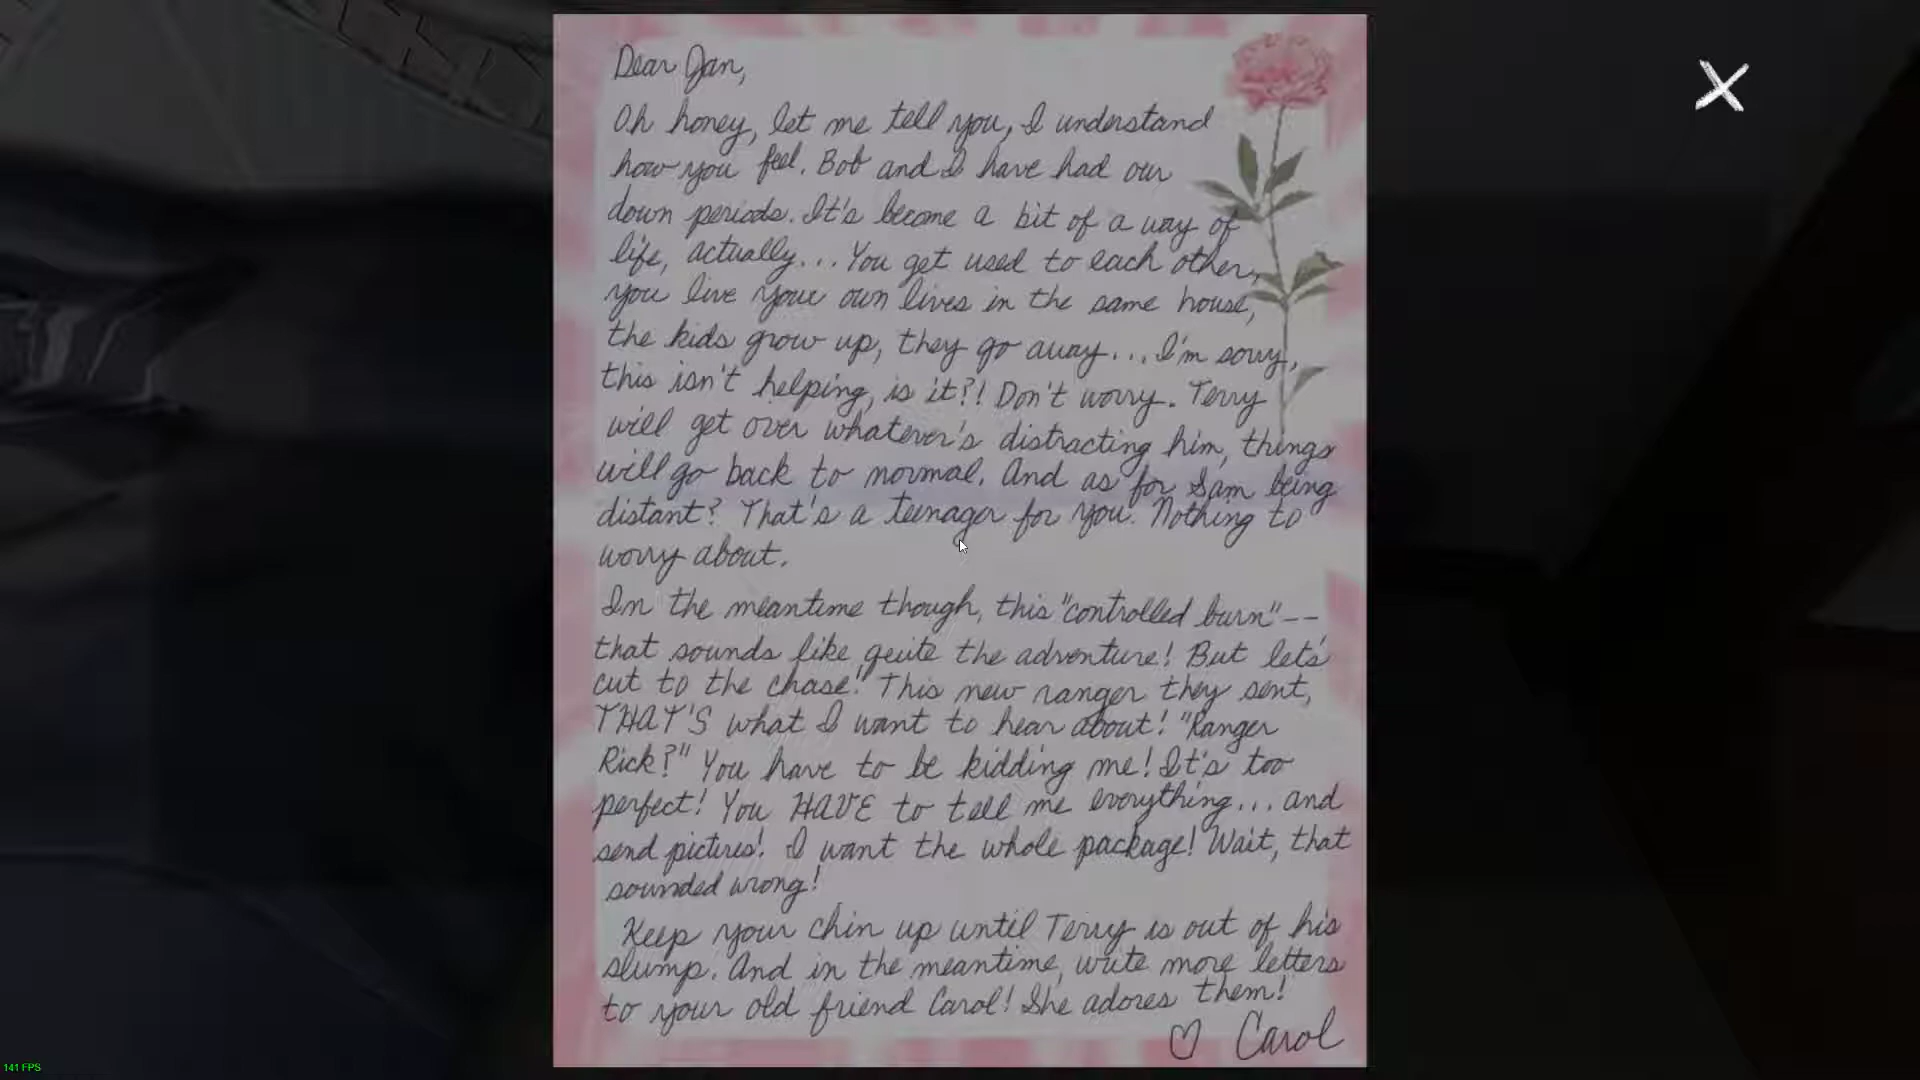 Dear Jan,
Oh honey, let me tell you, I understand
how you feel. Bob and I have had our
down periods. It's become a bit of a way of
life, actually... You get used to each other,
you live your own lives in the same house,
the kids grow up, they go away... I'm sorry,
this isn't helping, is it?! Don't worry. Terry
will get over whatever's distracting him, things
will go back to normal. And as for Sam being
distant? That's a teenager for you. Nothing to
worry about.
In the meantime though, this "controlled burn"--
that sounds like quite the adventure! But let's
cut to the chase! This new ranger they sent,
THAT'S what I want to hear about! "Ranger
Rick?" You have to be kidding me! It's too
perfect! You HAVE to tell me everything... and
send pictures! I want the whole package! Wait, that
sounded wrong!
Keep your chin up until Terry is out of his
slump. And in the meantime, write more letters
to your old friend Carol! She adores them!
♡ Carol
141 FPS